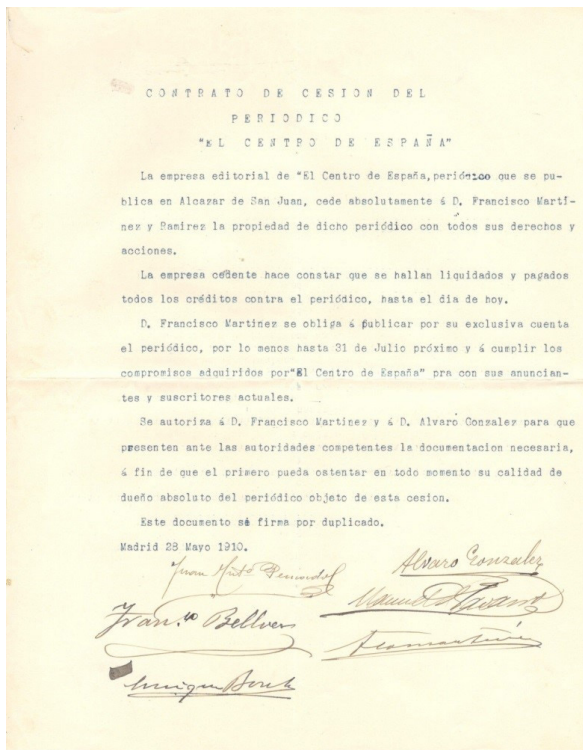 CONTRATO DE CESION DEL
PERIODICO
"EL CENTRO DE ESPAÑA"
La empresa editorial de "El Centro de España, periódico que se pu-
blica en Alcazar de San Juan, cede absolutamente á D. Francisco Martí-
nez y Ramirez la propiedad de dicho periódico con todos sus derechos y
acciones.
La empresa cedente hace constar que se hallan liquidados y pagados
todos los créditos contra el periódico, hasta el dia de hoy.
D. Francisco Martinez se obliga á publicar por su exclusiva cuenta
el periódico, por lo menos hasta 31 de Julio próximo y á cumplir los
compromisos adquiridos por"El Centro de España" pra con sus anuncian-
tes y suscritores actuales.
Se autoriza á D. Francisco Martinez y á D. Alvaro Gonzalez para que
presenten ante las autoridades competentes la documentacion necesaria,
á fin de que el primero pueda ostentar en todo momento su calidad de
dueño absoluto del periódico objeto de esta cesion.
Este documento se firma por duplicado.
Madrid 28 Mayo 1910.
Alvaro Gonzalez
Juan
Manuel
Fran.co Bellver
Enrique Bosch